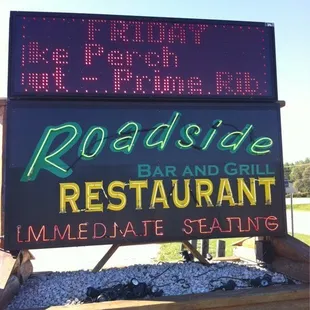 FRIDAY
ke Perch
Prime Rib
Roadside
BAR AND GRILL
RESTAURANT
IMMEDIATE SEATING